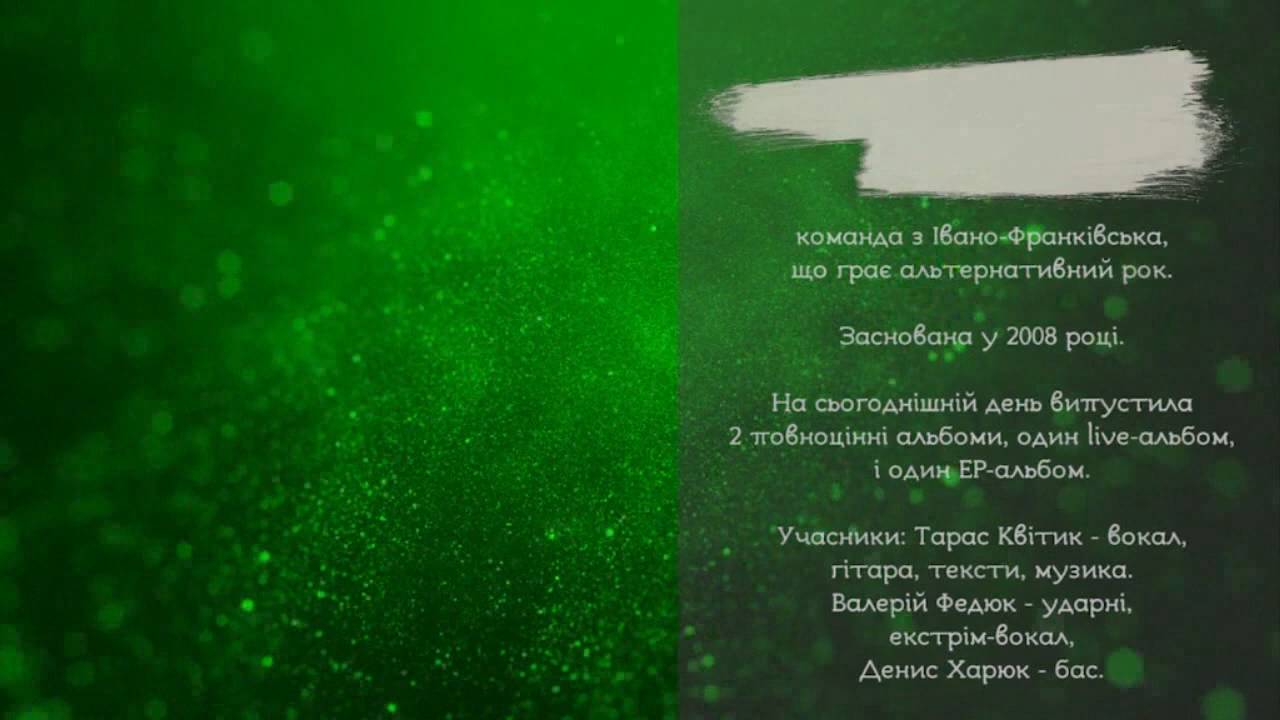 команда з Івано-Франківська,
що грає альтернативний рок.
Заснована у 2008 році.
На сьогоднішній день випустила
2 повноцінні альбоми, один live-альбом,
і один EP-альбом.
Учасники: Тарас Квітик - вокал,
гітара, тексти, музика.
Валерій Федюк - ударні,
екстрім-вокал,
Денис Харюк - бас.